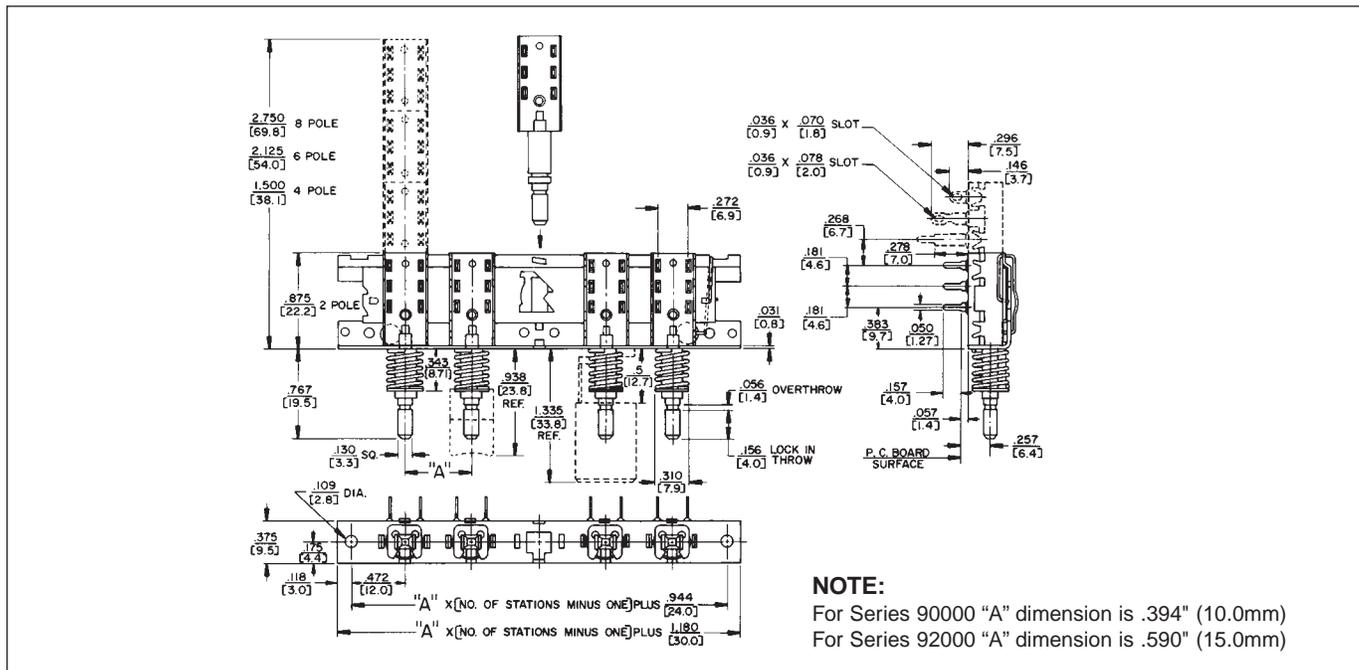 2.750 8 POLE
[69.8]
2.125 6 POLE
[54.0]
1.500 4 POLE
[38.1]
.875 2 POLE
[22.2]
.767
[19.5]
.343
[8.71]
.938
[23.8]
REF.
1.335
[33.8]
REF.
.5
[12.7]
.272
[6.9]
.031
[0.8]
.056 OVERTHROW
[1.4]
.156 LOCK IN
[4.0] THROW
.310
[7.9]
.130 SQ.
[3.3]
"A"
.036 X .070 SLOT
[0.9] [1.8]
.036 X .078 SLOT
[0.9] [2.0]
.296
[7.5]
.146
[3.7]
.268
[6.7]
.278
[7.0]
.181
[4.6]
.181
[4.6]
.383
[9.7]
.050
[1.27]
.157
[4.0]
.057
[1.4]
P.C. BOARD
SURFACE
.257
[6.4]
.109 DIA.
[2.8]
.375
[9.5]
.175
[4.4]
.118
[3.0]
.472
[12.0]
"A" X [NO. OF STATIONS MINUS ONE] PLUS .944
[24.0]
"A" X [NO. OF STATIONS MINUS ONE] PLUS 1.180
[30.0]
NOTE:
For Series 90000 “A” dimension is .394" (10.0mm)
For Series 92000 “A” dimension is .590" (15.0mm)